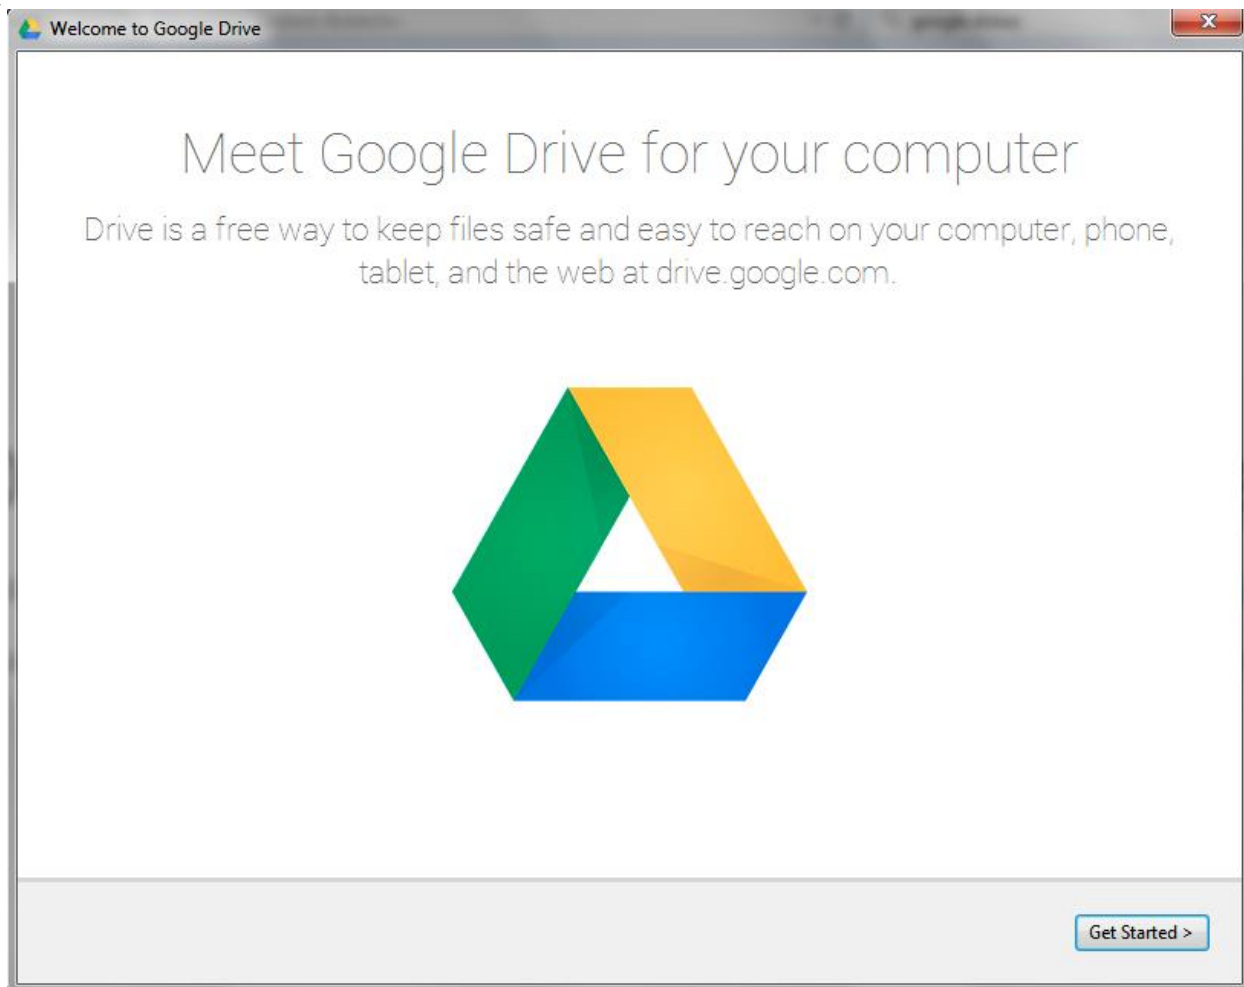 Welcome to Google Drive
Meet Google Drive for your computer
Drive is a free way to keep files safe and easy to reach on your computer, phone,
tablet, and the web at drive.google.com.
Get Started >